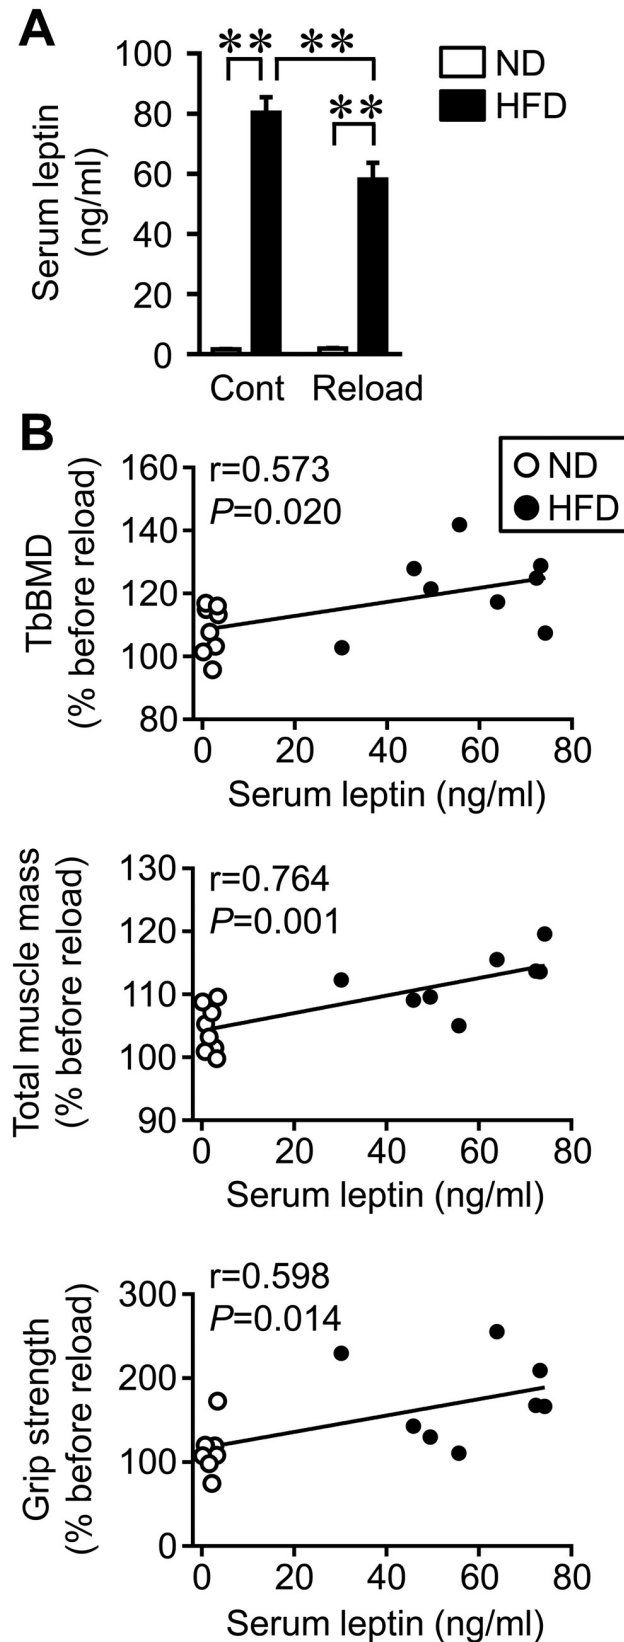 A
** **
**
ND
HFD
Serum leptin
(ng/ml)
100
80
60
40
20
0
Cont Reload
B
TbBMD
(% before reload)
160
140
120
100
80
r=0.573
P=0.020
ND
HFD
0 20 40 60 80
Serum leptin (ng/ml)
Total muscle mass
(% before reload)
130
120
110
100
90
r=0.764
P=0.001
0 20 40 60 80
Serum leptin (ng/ml)
Grip strength
(% before reload)
300
200
100
0
r=0.598
P=0.014
0 20 40 60 80
Serum leptin (ng/ml)